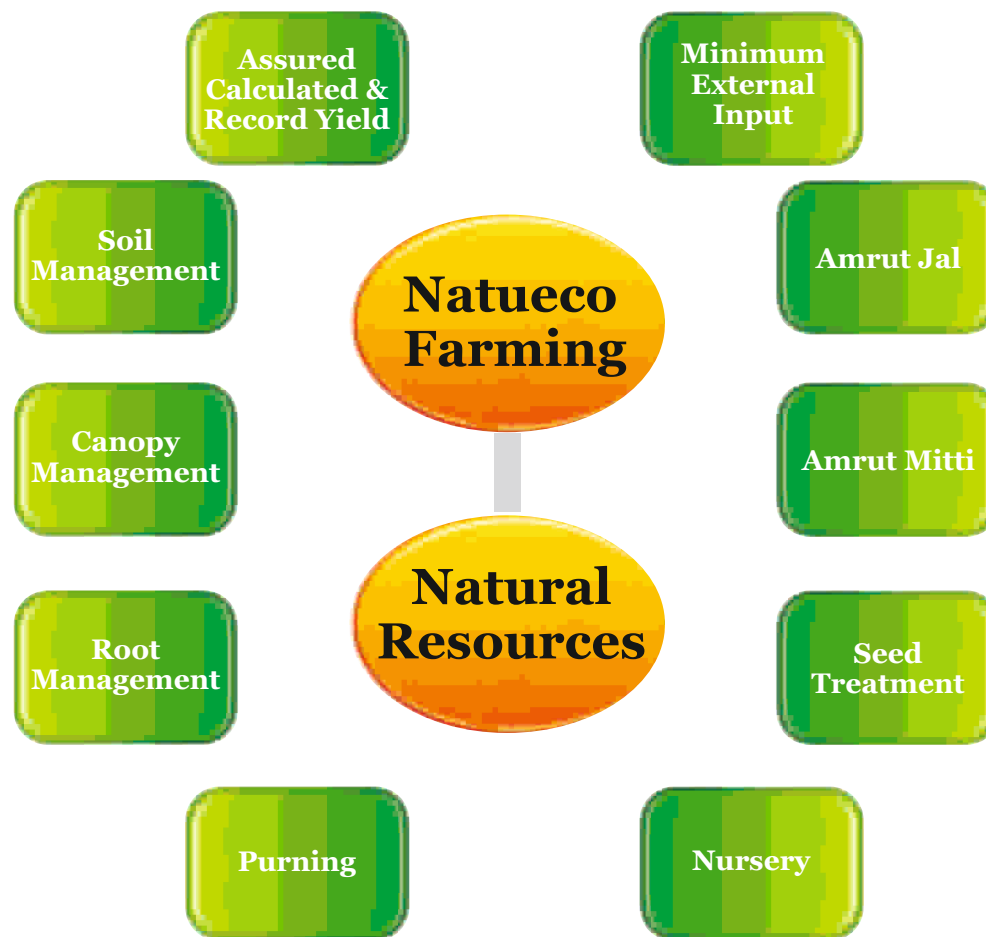 Assured
Calculated &
Record Yield
Minimum
External
Input
Soil
Management
Amrut Jal
Natueco
Farming
Canopy
Management
Amrut Mitti
Natural
Resources
Root
Management
Seed
Treatment
Purning
Nursery